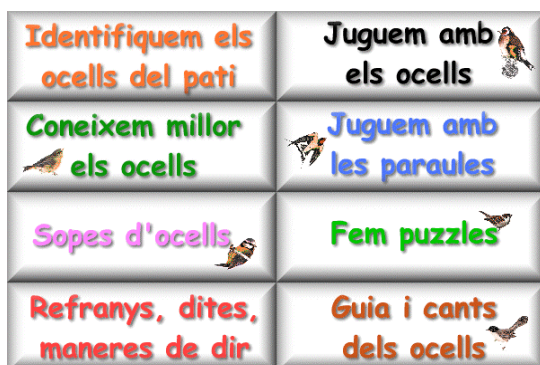 Identifiquem els
ocells del pati
Juguem amb
els ocells
Coneixem millor
els ocells
Juguem amb
les paraules
Sopes d'ocells
Fem puzzles
Refranys, dites,
maneres de dir
Guia i cants
dels ocells